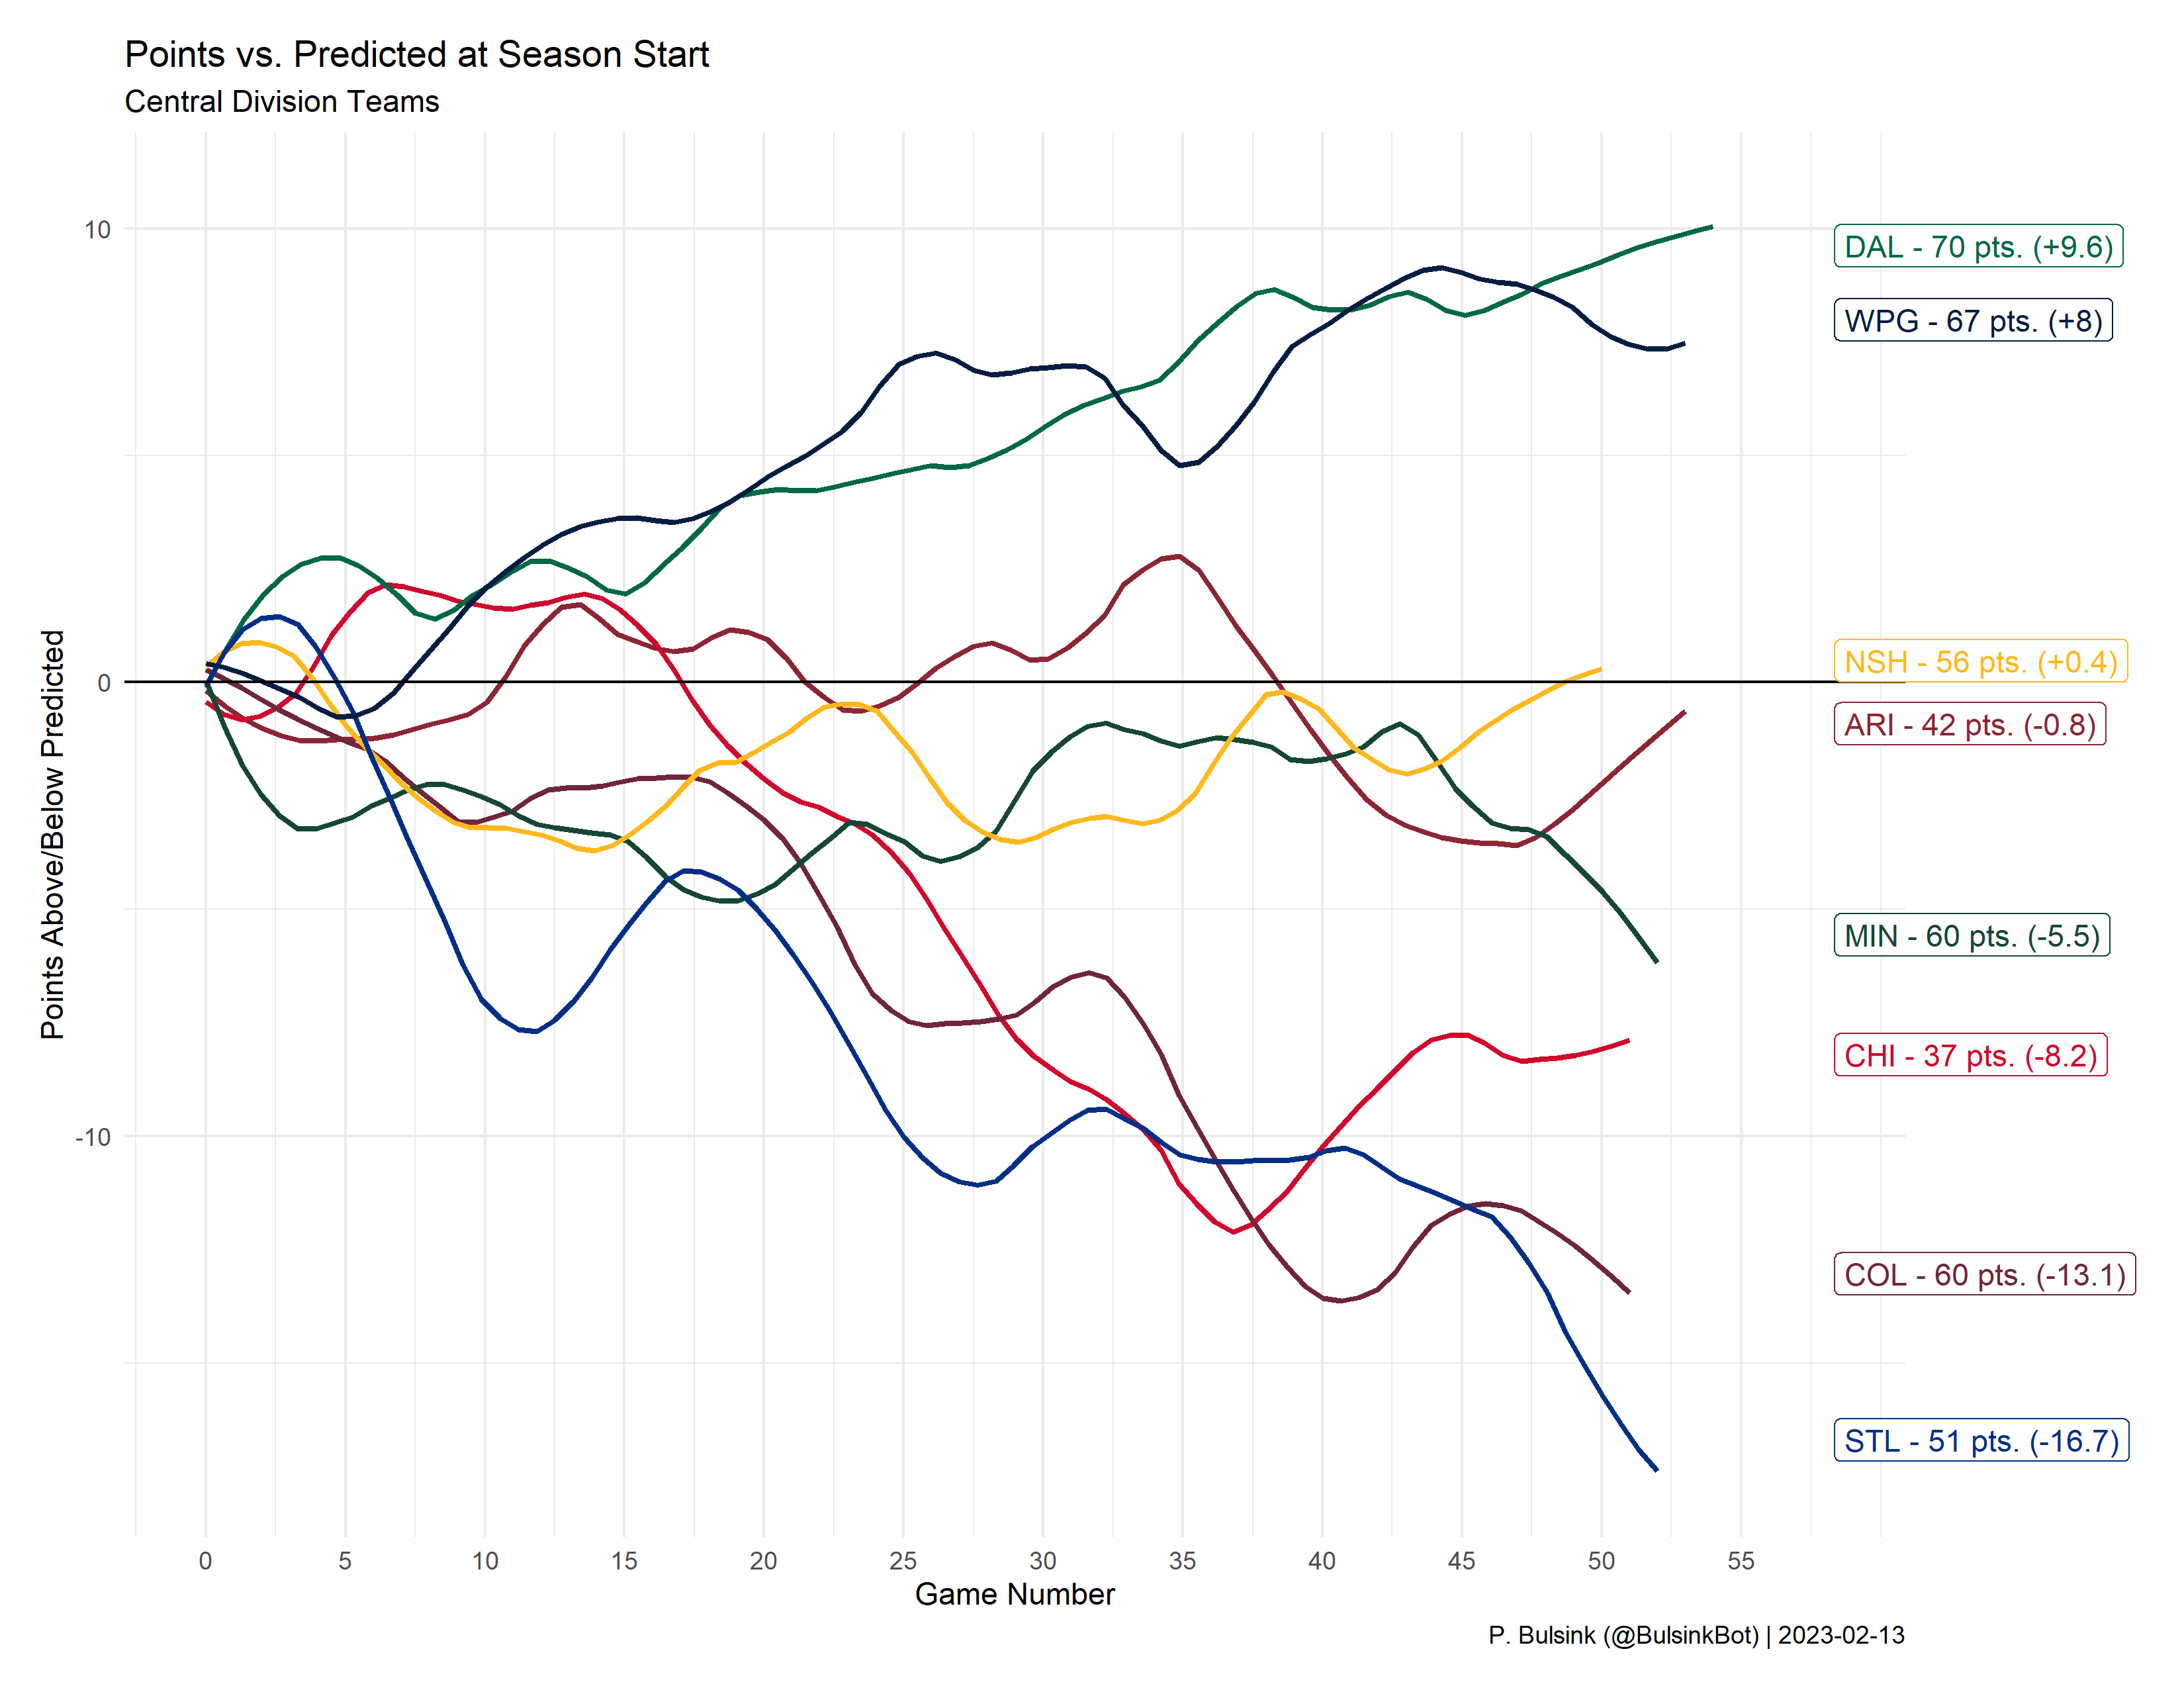 Points vs. Predicted at Season Start
Central Division Teams
Points Above/Below Predicted
10
0
-10
DAL - 70 pts. (+9.6)
WPG - 67 pts. (+8)
NSH - 56 pts. (+0.4)
ARI - 42 pts. (-0.8)
MIN - 60 pts. (-5.5)
CHI - 37 pts. (-8.2)
COL - 60 pts. (-13.1)
STL - 51 pts. (-16.7)
0 5 10 15 20 25 30 35 40 45 50 55
Game Number
P. Bulsink (@BulsinkBot) | 2023-02-13